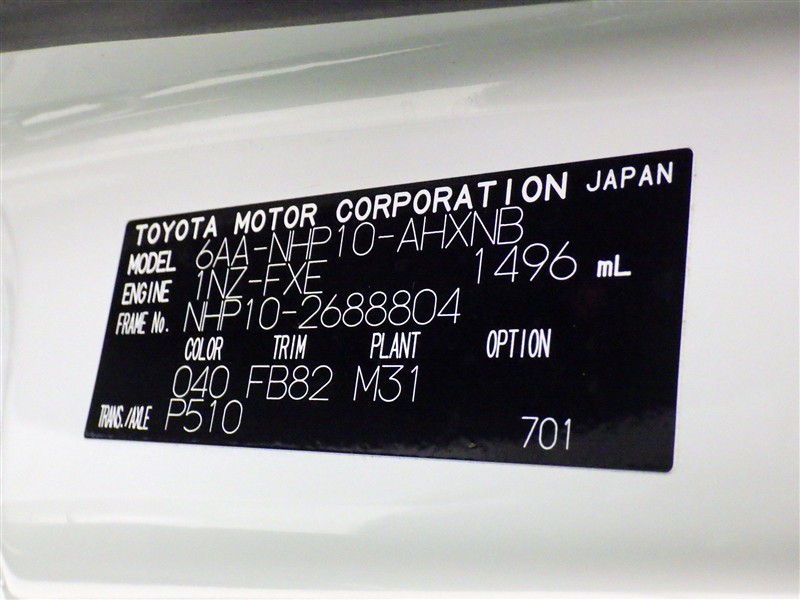 TOYOTA MOTOR CORPORATION JAPAN
MODEL 6AA-NHP10-AHXNB
ENGINE 1NZ-FXE 1496 mL
FRAME No. NHP10-2688804
COLOR TRIM PLANT OPTION
040 FB82 M31
TRANS./AXLE P510 701